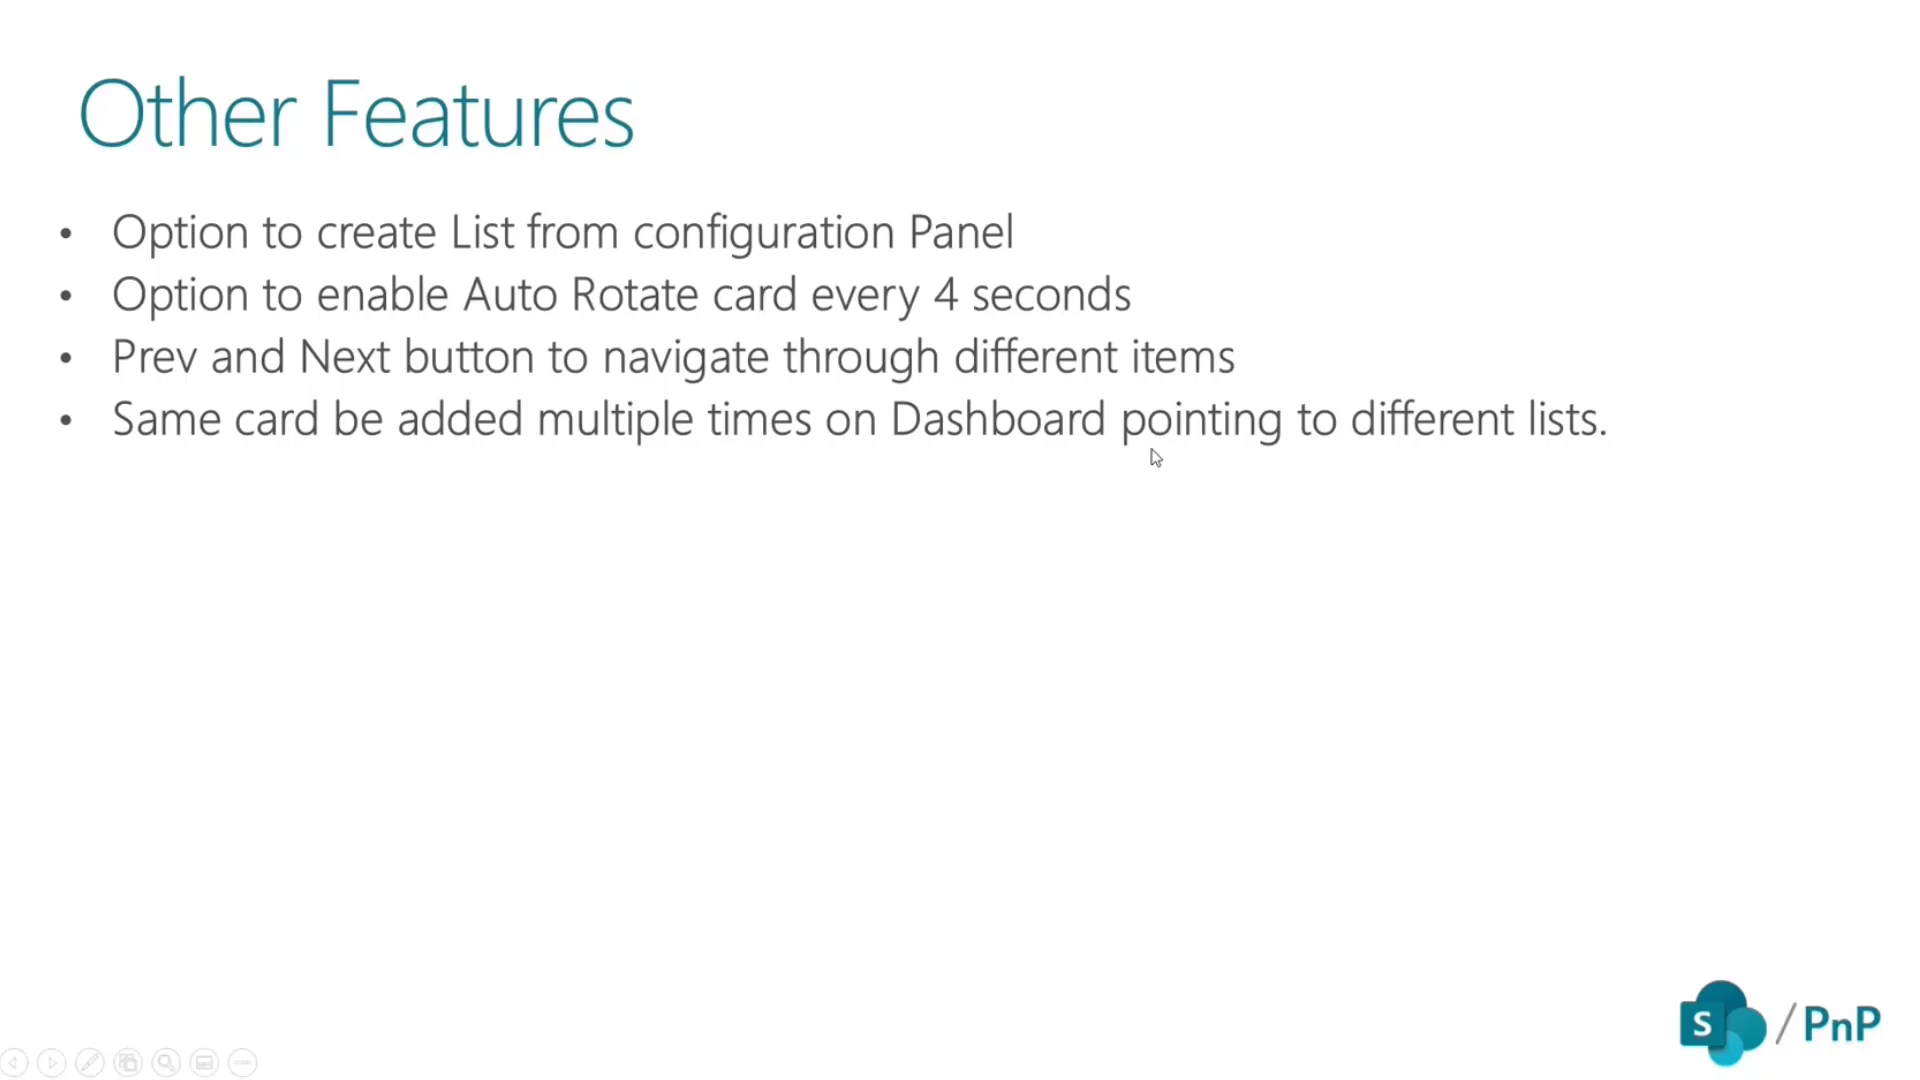 Other Features
• Option to create List from configuration Panel
• Option to enable Auto Rotate card every 4 seconds
• Prev and Next button to navigate through different items
• Same card be added multiple times on Dashboard pointing to different lists.
S / PnP